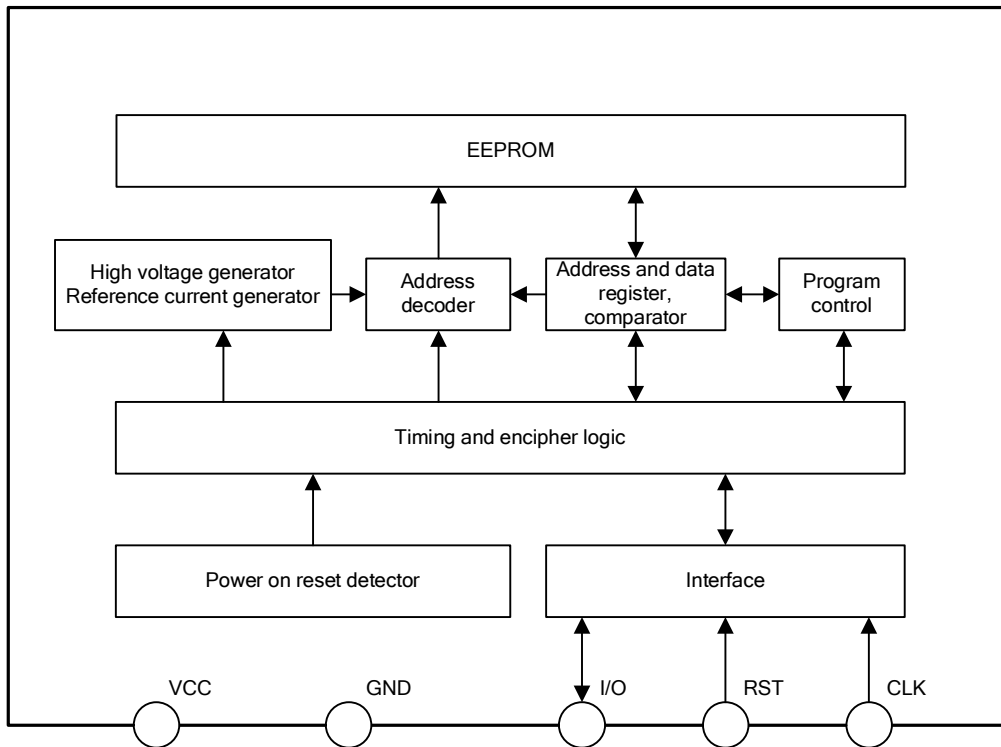 EEPROM
High voltage generator
Reference current generator
Address
decoder
Address and data
register,
comparator
Program
control
Timing and encipher logic
Power on reset detector
Interface
VCC
GND
I/O
RST
CLK